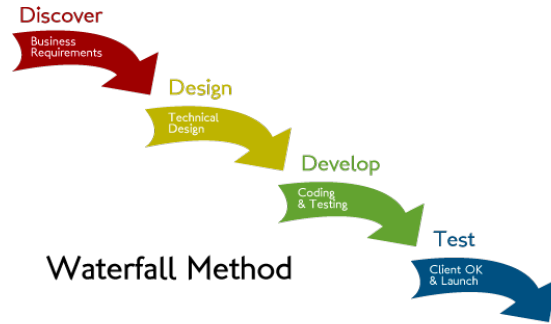 Discover
Business
Requirements
Design
Technical
Design
Develop
Coding
& Testing
Test
Client OK
& Launch
Waterfall Method